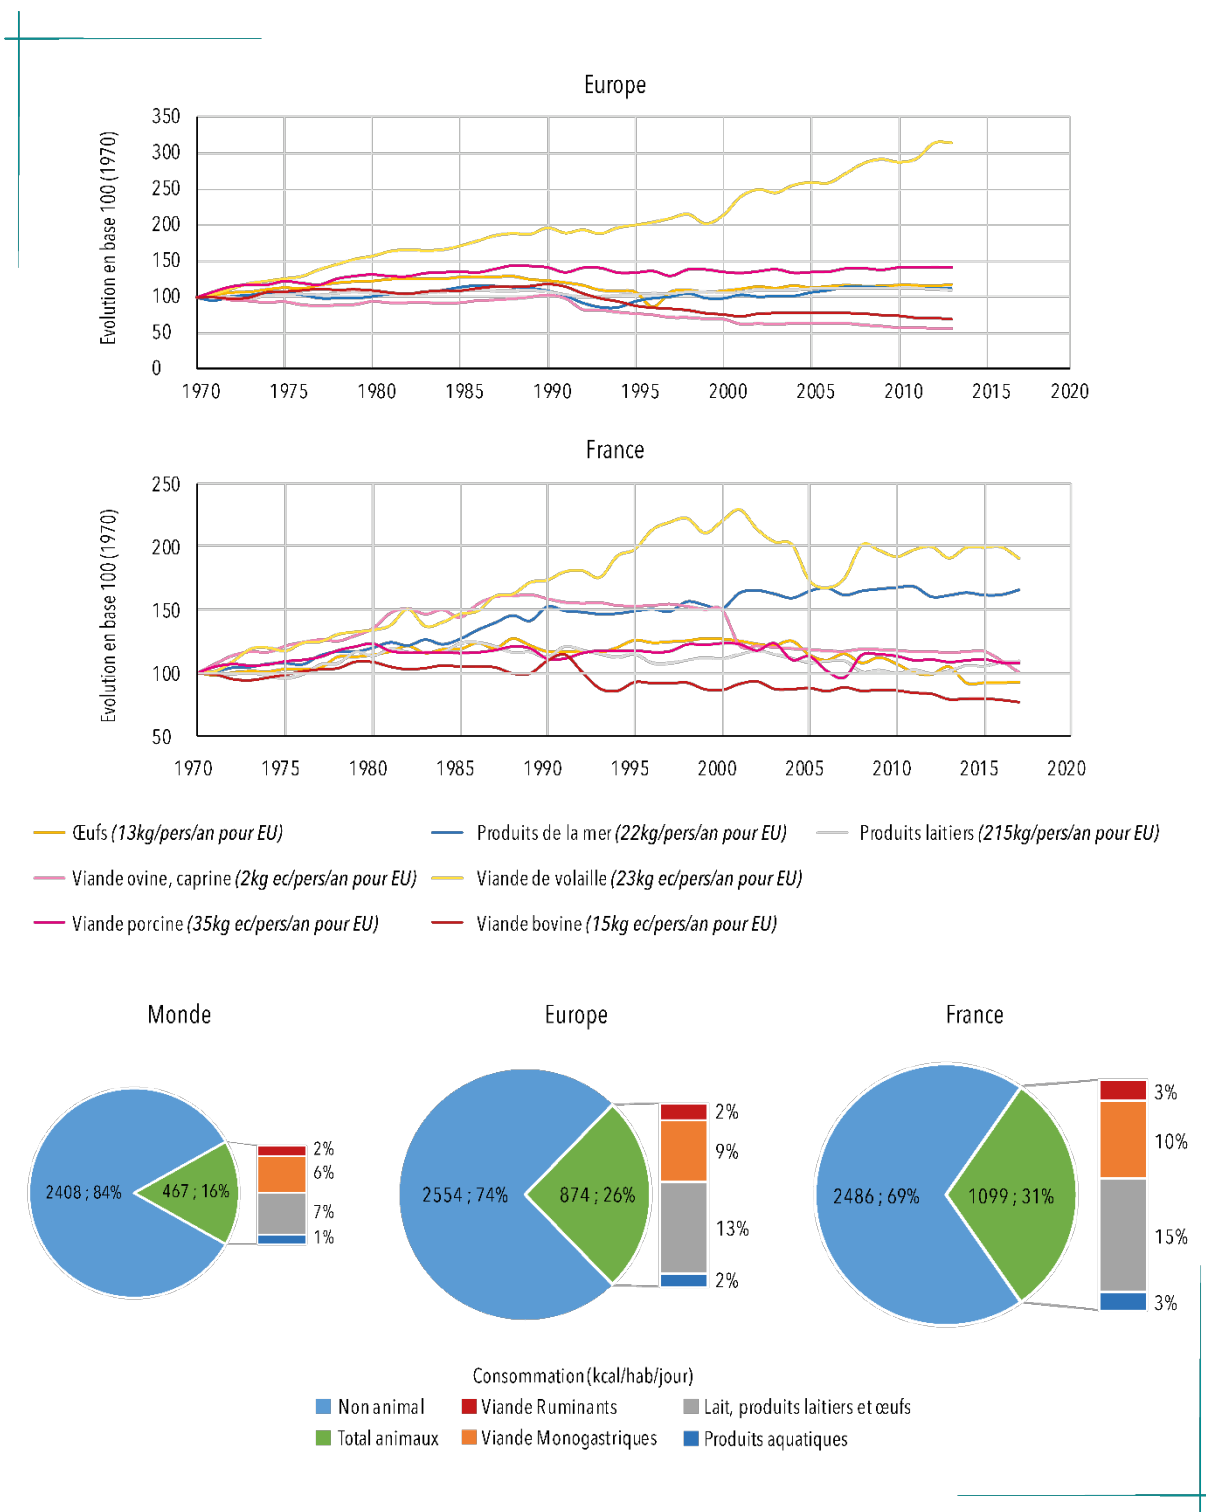 Europe
Evolution en base 100 (1970)
350
300
250
200
150
100
50
0
1970 1975 1980 1985 1990 1995 2000 2005 2010 2015 2020
France
Evolution en base 100 (1970)
250
200
150
100
50
1970 1975 1980 1985 1990 1995 2000 2005 2010 2015 2020
Œufs (13kg/pers/an pour EU) Produits de la mer (22kg/pers/an pour EU) Produits laitiers (215kg/pers/an pour EU)
Viande ovine, caprine (2kg ec/pers/an pour EU) Viande de volaille (23kg ec/pers/an pour EU)
Viande porcine (35kg ec/pers/an pour EU) Viande bovine (15kg ec/pers/an pour EU)
Monde
2408 ; 84%
467 ; 16%
2%
6%
7%
1%
Europe
2554 ; 74%
874 ; 26%
2%
9%
13%
2%
France
2486 ; 69%
1099 ; 31%
3%
10%
15%
3%
Consommation (kcal/hab/jour)
Non animal Viande Ruminants Lait, produits laitiers et œufs
Total animaux Viande Monogastriques Produits aquatiques